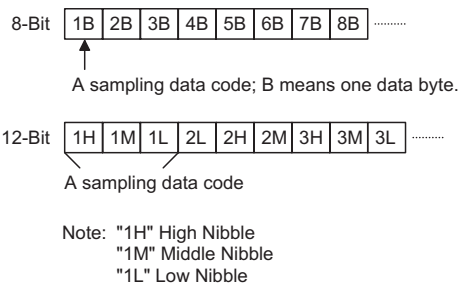 8-Bit 1B 2B 3B 4B 5B 6B 7B 8B ..........
A sampling data code; B means one data byte.
12-Bit 1H 1M 1L 2L 2H 2M 3H 3M 3L ..........
A sampling data code
Note: "1H" High Nibble
"1M" Middle Nibble
"1L" Low Nibble